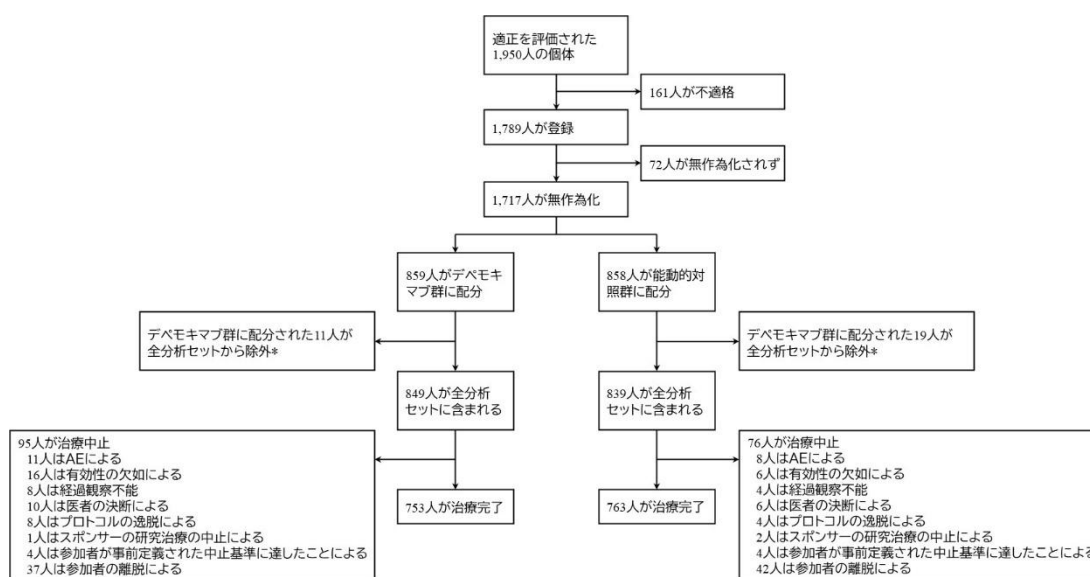 適正を評価された
1,950人の個体
161人が不適格
1,789人が登録
72人が無作為化されず
1,717人が無作為化
859人がデペモキ
マブ群に配分
858人が能動的対
照群に配分
デペモキマブ群に配分された11人が
全分析セットから除外*
デペモキマブ群に配分された19人が
全分析セットから除外*
849人が全分析
セットに含まれる
839人が全分析
セットに含まれる
95人が治療中止
11人はAEによる
16人は有効性の欠如による
8人は経過観察不能
10人は医者の決断による
8人はプロトコルの逸脱による
1人はスポンサーの研究治療の中止による
4人は参加者が事前定義された中止基準に達したことによる
37人は参加者の離脱による
753人が治療完了
763人が治療完了
76人が治療中止
8人はAEによる
6人は有効性の欠如による
4人は経過観察不能
6人は医者の決断による
4人はプロトコルの逸脱による
2人はスポンサーの研究治療の中止による
4人は参加者が事前定義された中止基準に達したことによる
42人は参加者の離脱による